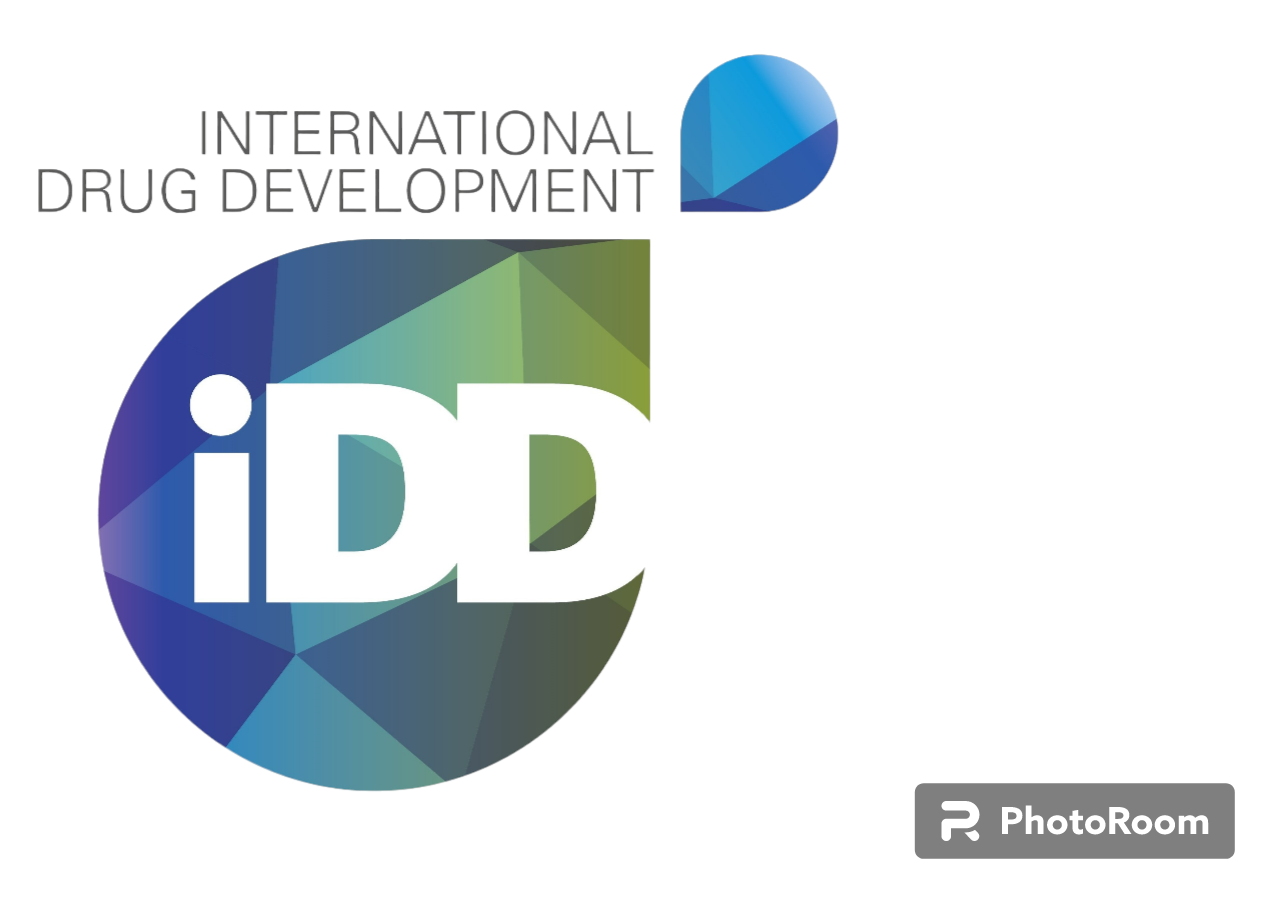 INTERNATIONAL
DRUG DEVELOPMENT
iDD
PhotoRoom